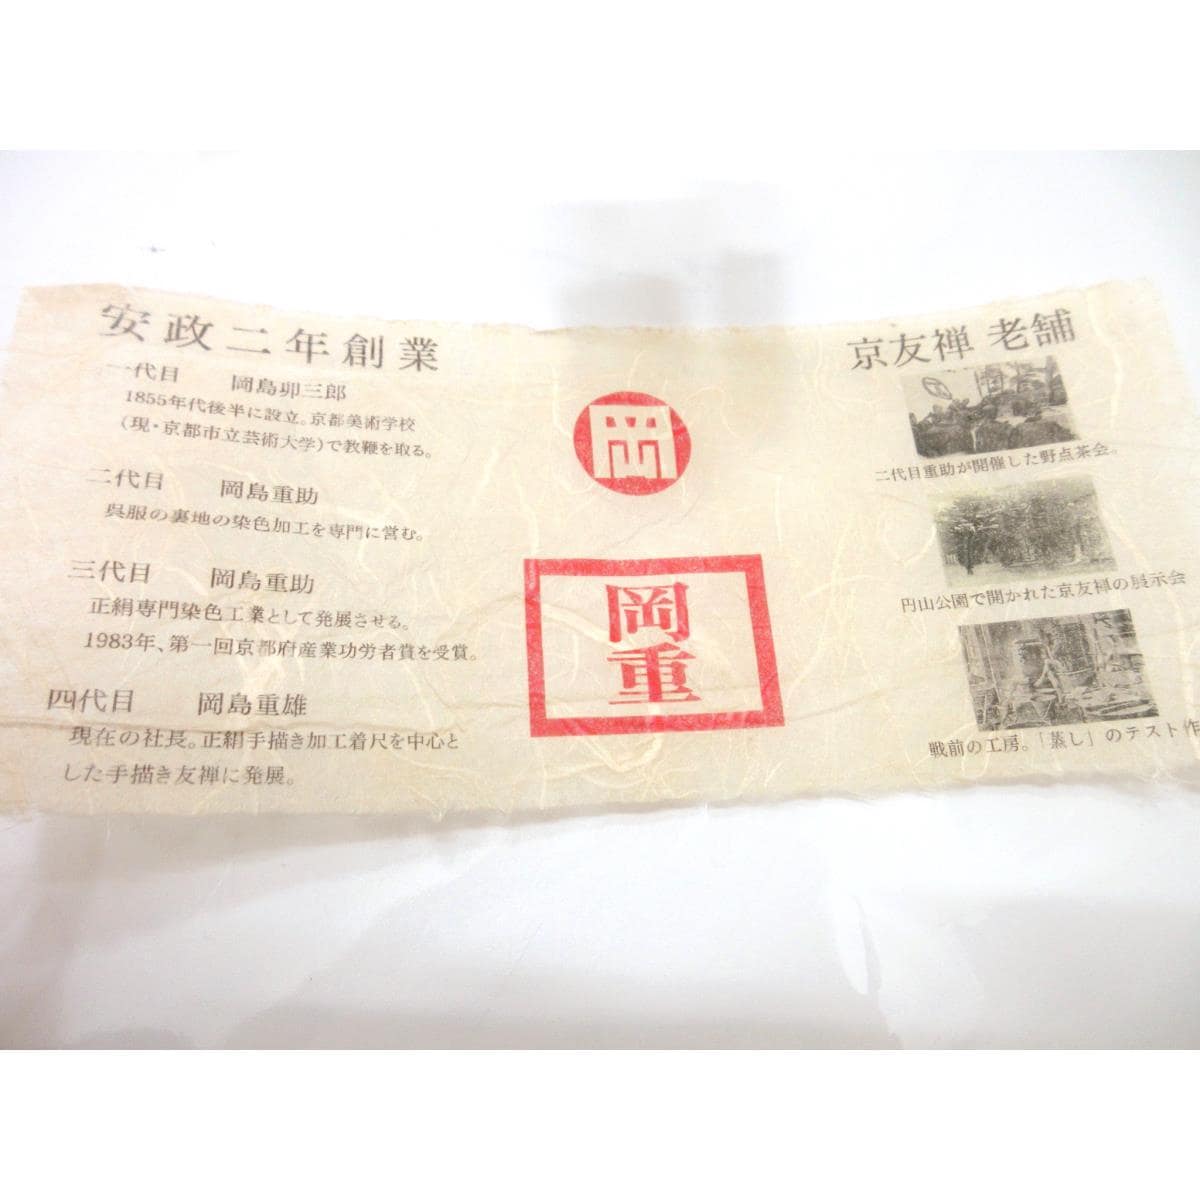 安政二年創業
一代目 岡島卯三郎
1855年代後半に設立。京都美術学校
(現・京都市立芸術大学)で教鞭を取る。
二代目 岡島重助
呉服の裏地の染色加工を専門に営む。
三代目 岡島重助
正絹専門染色工業として発展させる。
1983年、第一回京都府産業功労者賞を受賞。
四代目 岡島重雄
現在の社長。正絹手描き加工着尺を中心と
した手描き友禅に発展。
岡
岡重
京友禅 老舗
二代目重助が開催した野点茶会。
円山公園で開かれた京友禅の展示会
戦前の工房。「蒸し」のテスト作